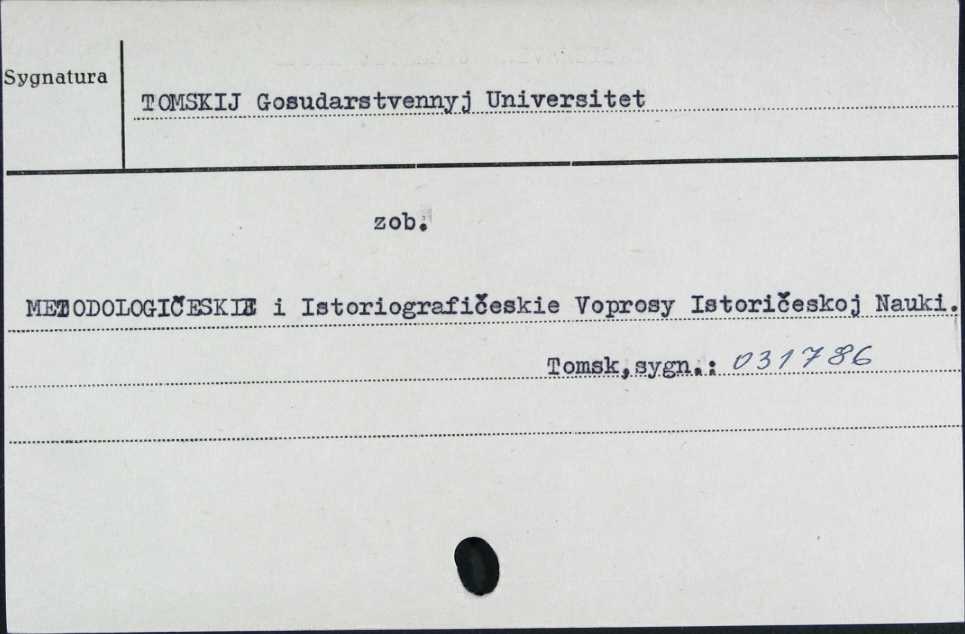 Sygnatura
TOMSKIJ Gosudarstvennyj Universitet
zob.
METODOLOGIČESKIE i Istoriografičeskie Voprosy Istoričeskoj Nauki.
Tomsk, sygn.: 031786